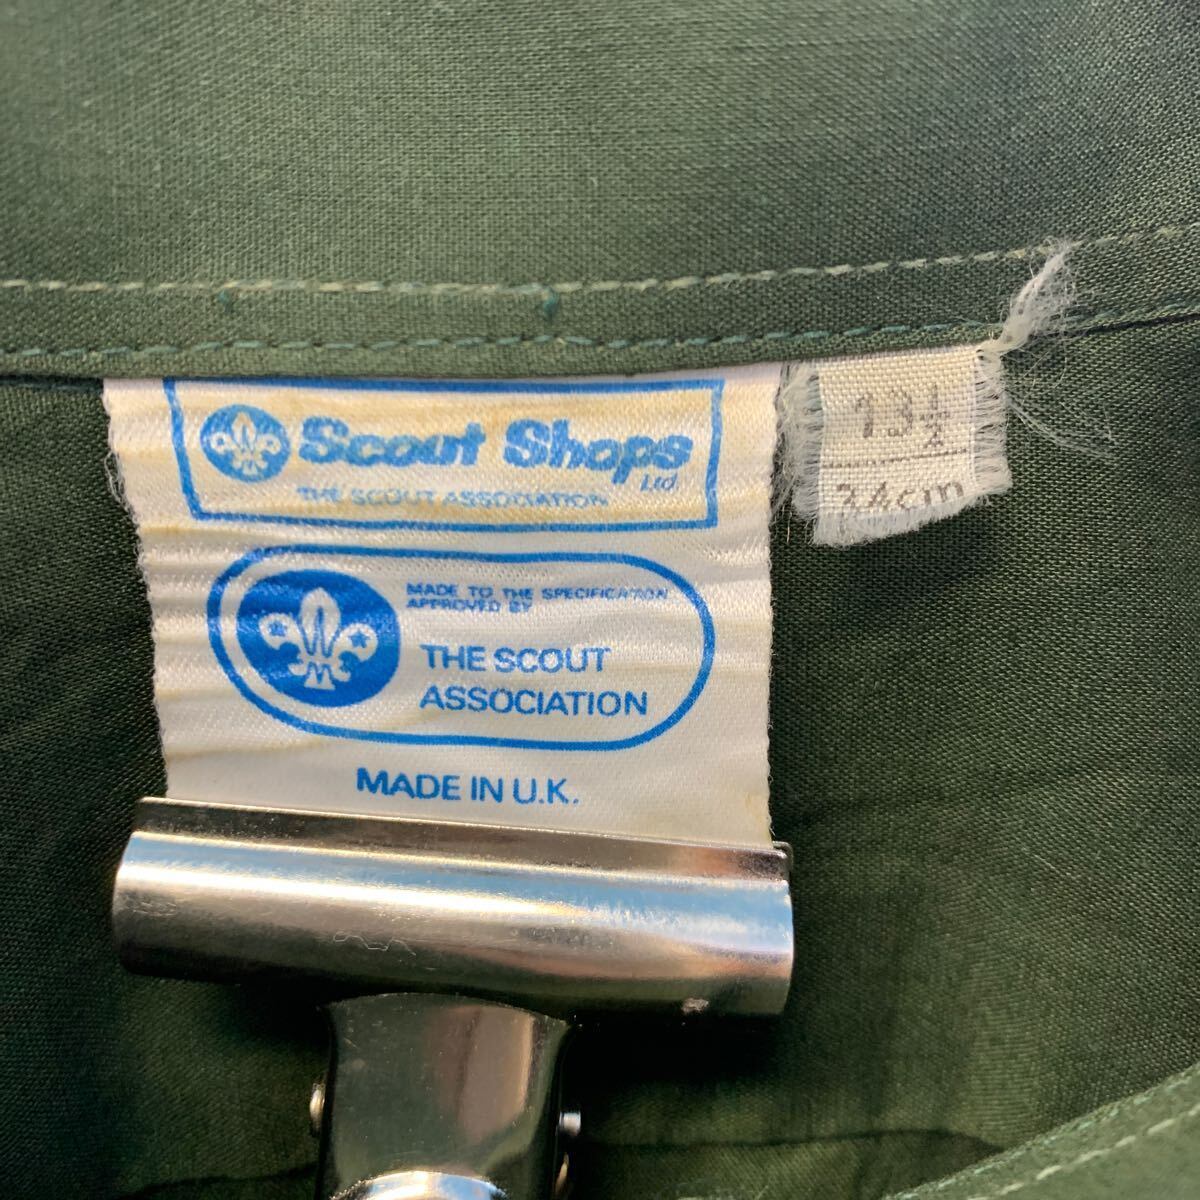 Scout Shops
Ltd.
THE SCOUT ASSOCIATION
MADE TO THE SPECIFICATION
APPROVED BY
THE SCOUT
ASSOCIATION
MADE IN U.K.
13½
34cm